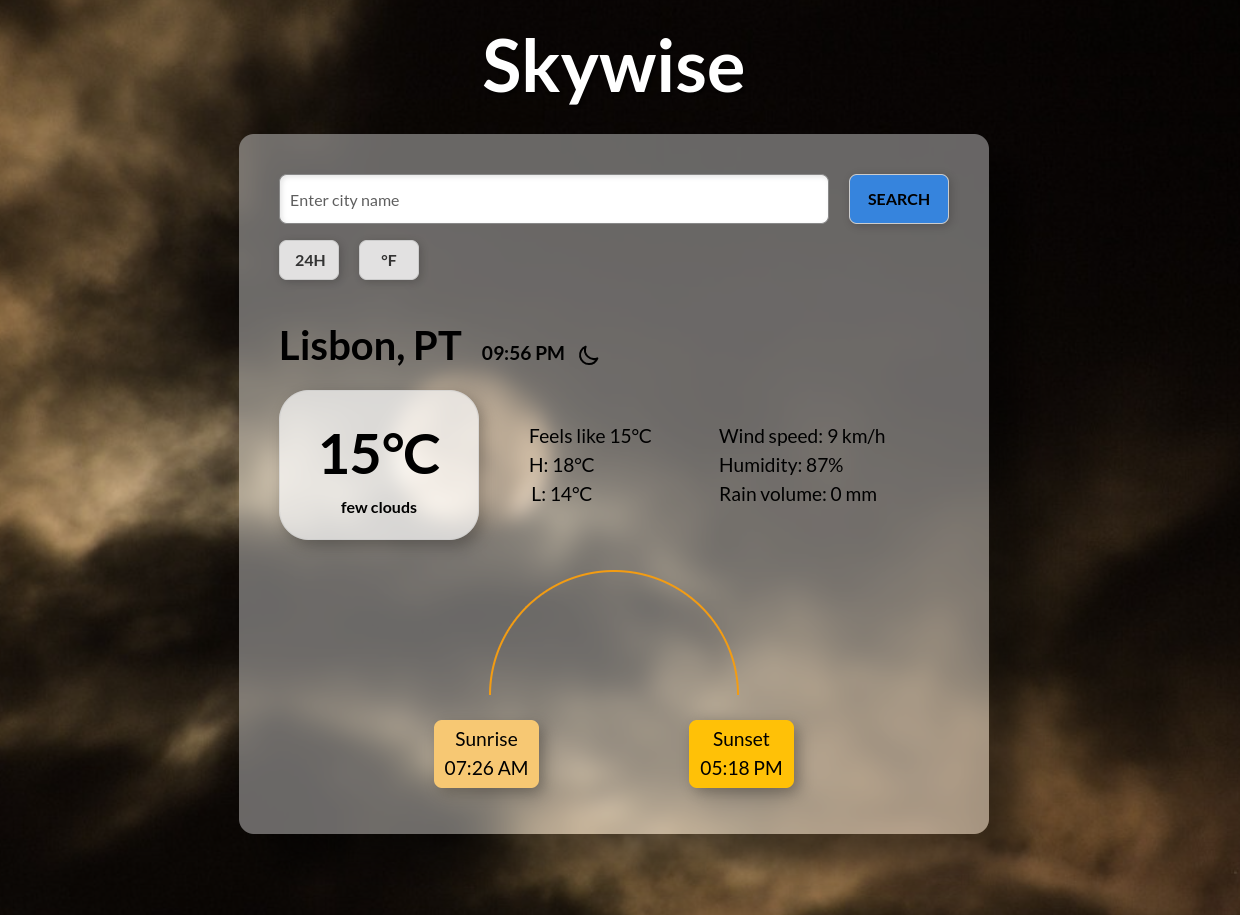 Skywise
Enter city name
SEARCH
24H
°F
Lisbon, PT
09:56 PM
15°C
few clouds
Feels like 15°C
H: 18°C
L: 14°C
Wind speed: 9 km/h
Humidity: 87%
Rain volume: 0 mm
Sunrise
07:26 AM
Sunset
05:18 PM